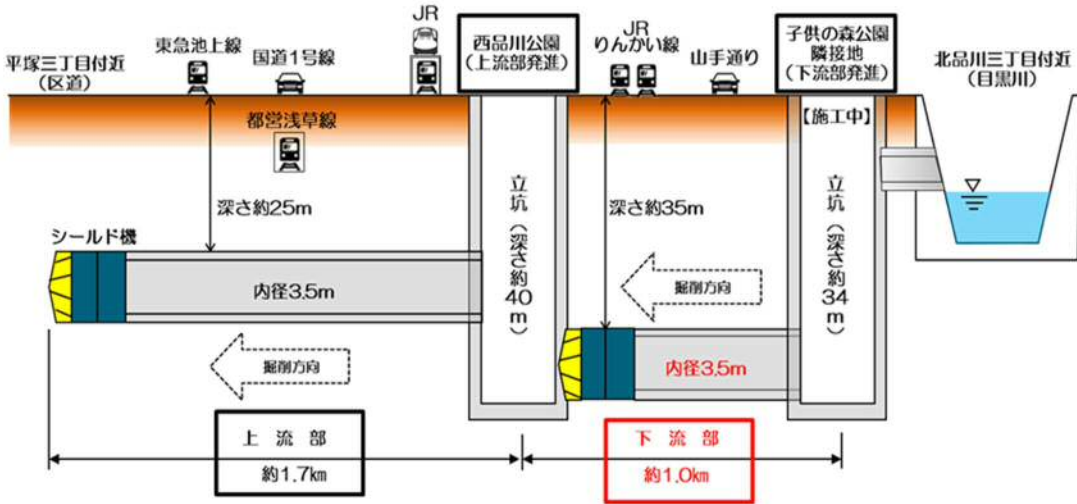 平塚三丁目付近
(区道)
東急池上線
国道1号線
JR
西品川公園
(上流部発進)
JR
りんかい線
山手通り
子供の森公園
隣接地
(下流部発進)
北品川三丁目付近
(目黒川)
都営浅草線
【施工中】
深さ約25m
深さ約35m
立坑(深さ約40m)
立坑(深さ約34m)
シールド機
内径3.5m
掘削方向
掘削方向
内径3.5m
上流部
約1.7km
下流部
約1.0km